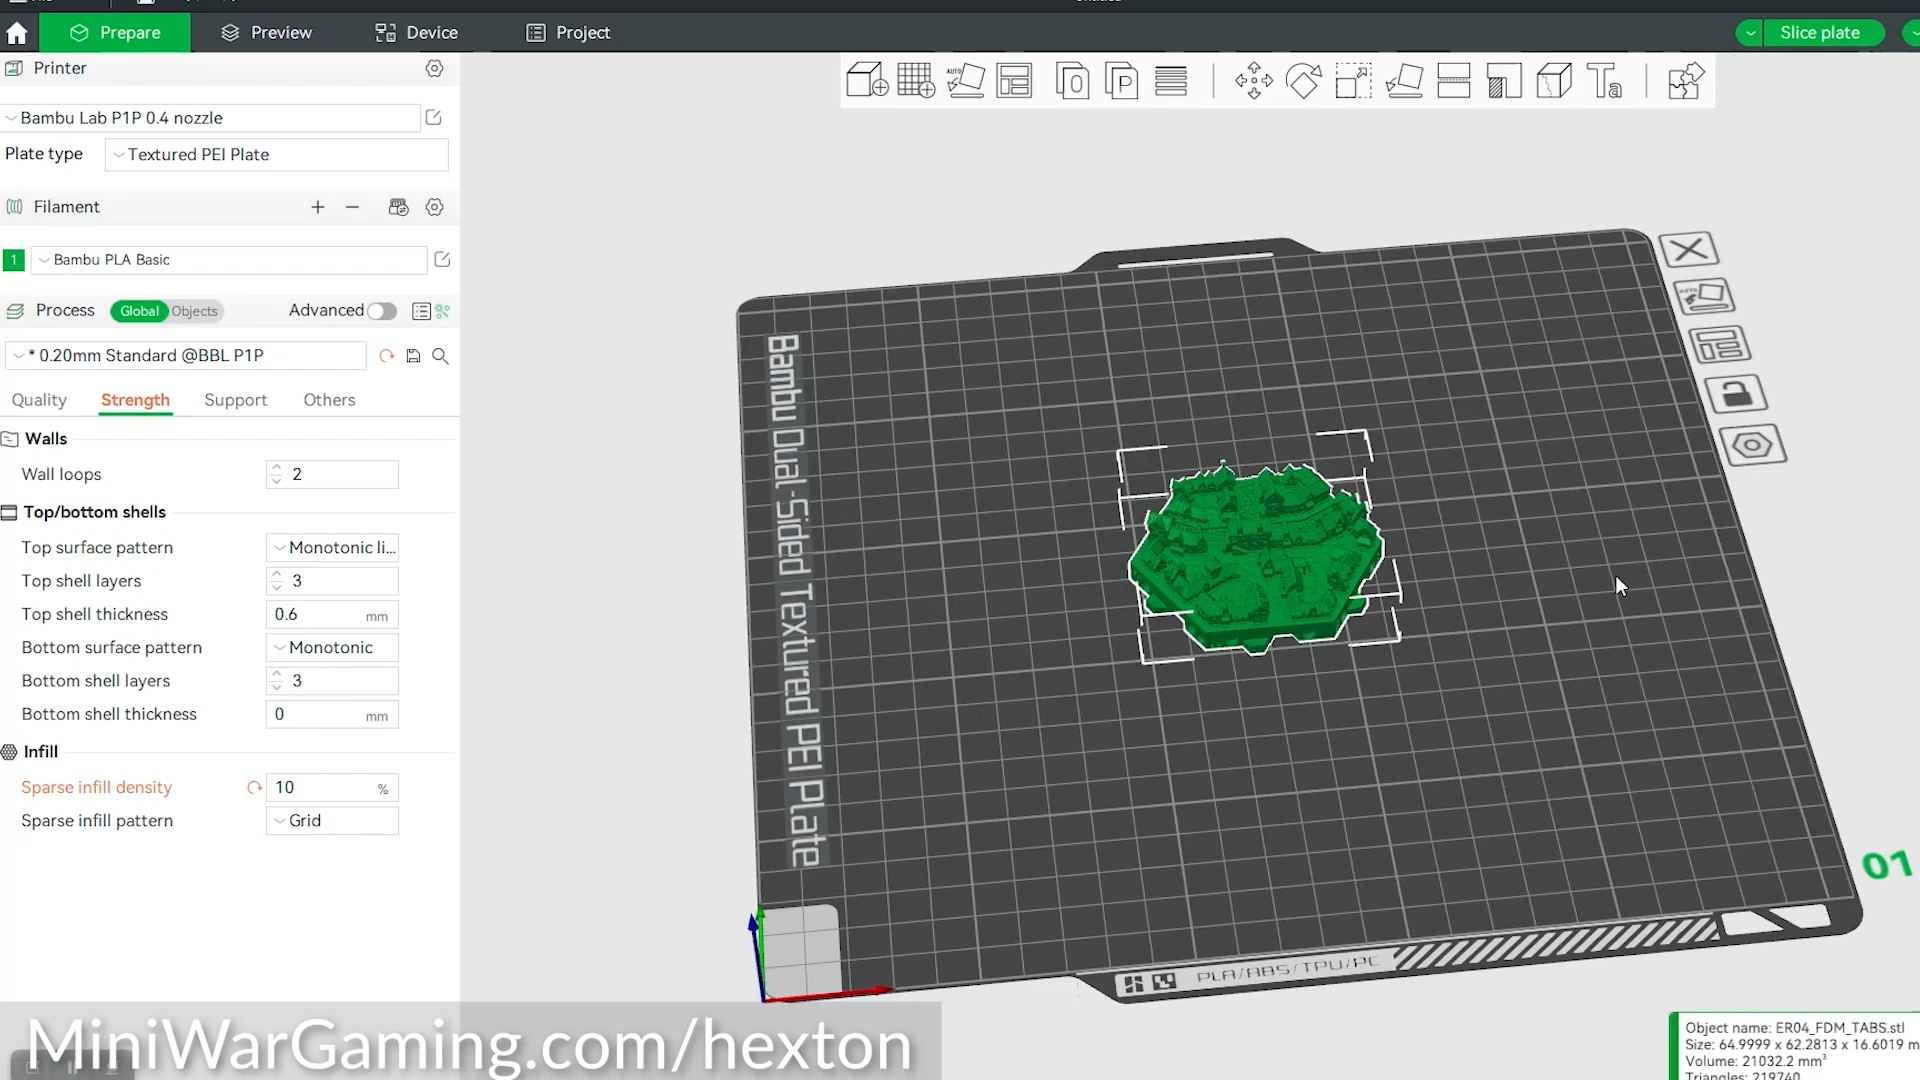 Prepare
Preview
Device
Project
Slice plate
Printer
Bambu Lab P1P 0.4 nozzle
Plate type
Textured PEI Plate
Filament
1
Bambu PLA Basic
Process
Global
Objects
Advanced
* 0.20mm Standard @BBL P1P
Quality
Strength
Support
Others
Walls
Wall loops
2
Top/bottom shells
Top surface pattern
Monotonic li...
Top shell layers
3
Top shell thickness
0.6 mm
Bottom surface pattern
Monotonic
Bottom shell layers
3
Bottom shell thickness
0 mm
Infill
Sparse infill density
10 %
Sparse infill pattern
Grid
AUTO
O
P
Ta
Bambu Dual-Sided Textured PEI Plate
AUTO
01
PLA/ABS/TPU/PC
MiniWarGaming.com/hexton
Object name: ER04_FDM_TABS.stl
Size: 64.9999 x 62.2813 x 16.6019 m
Volume: 21032.2 mm³
Triangles: 219740